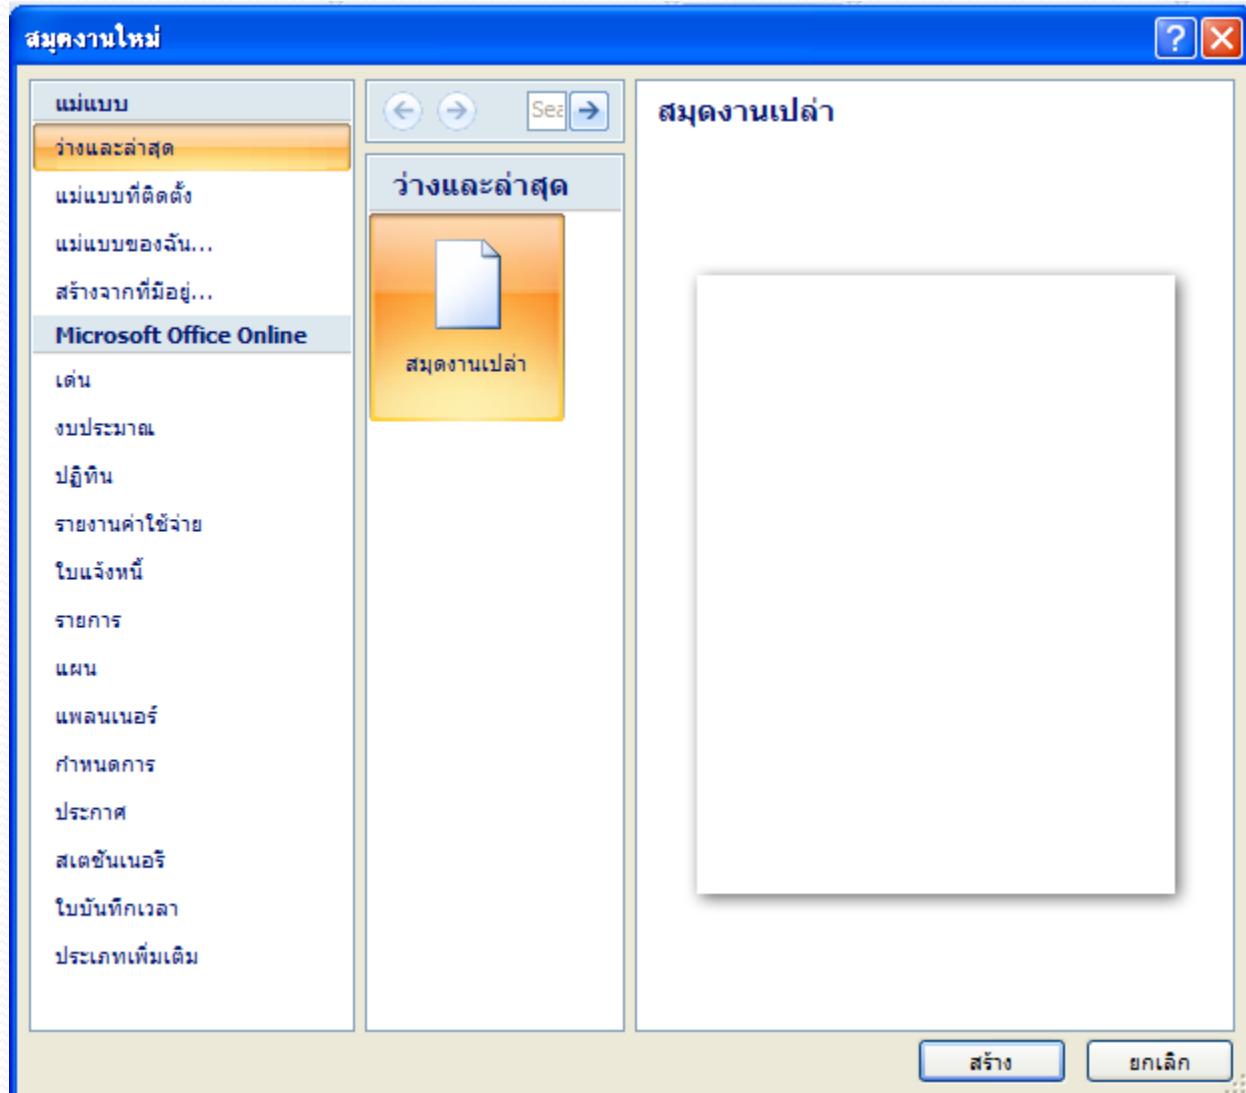 สมุดงานใหม่
แม่แบบ
ว่างและล่าสุด
แม่แบบที่ติดตั้ง
แม่แบบของฉัน...
สร้างจากที่มีอยู่...
Microsoft Office Online
เด่น
งบประมาณ
ปฏิทิน
รายงานค่าใช้จ่าย
ใบแจ้งหนี้
รายการ
แผน
แพลนเนอร์
กำหนดการ
ประกาศ
สเตชันเนอรี
ใบบันทึกเวลา
ประเภทเพิ่มเติม
ว่างและล่าสุด
สมุดงานเปล่า
สมุดงานเปล่า
สร้าง
ยกเลิก